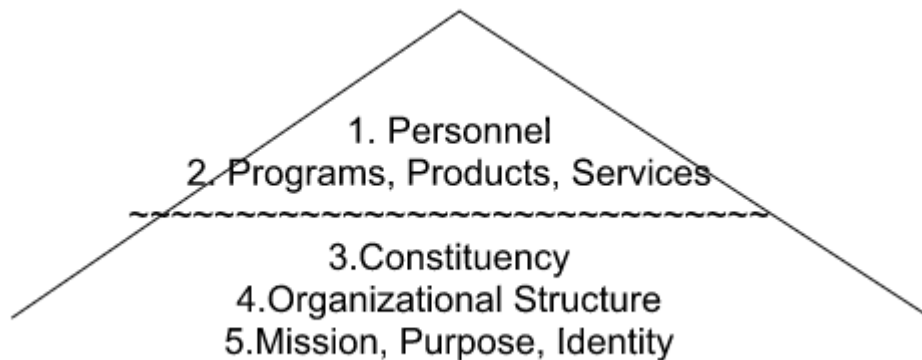 1. Personnel
2. Programs, Products, Services
~~~~~~~~~~~~~~~~~~~~~~~~~~~~~~
3.Constituency
4.Organizational Structure
5.Mission, Purpose, Identity